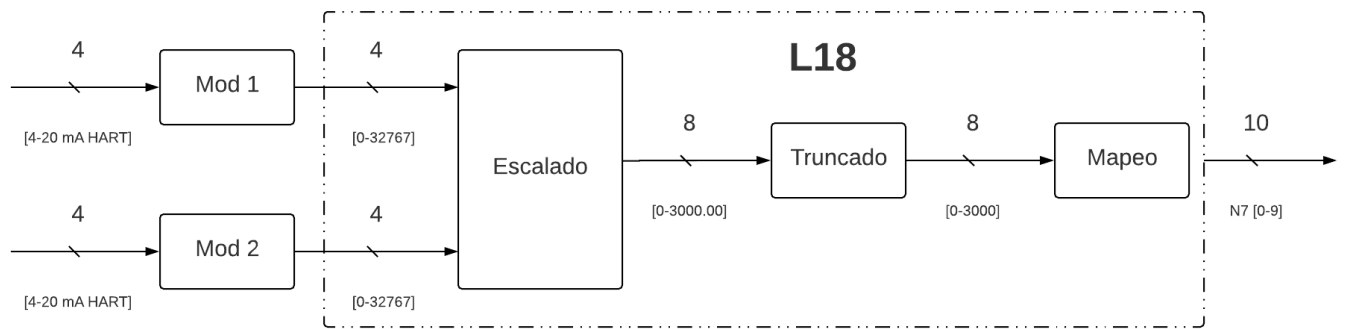 L18
4
Mod 1
4
[4-20 mA HART]
[0-32767]
4
Mod 2
4
[4-20 mA HART]
[0-32767]
Escalado
8
[0-3000.00]
Truncado
8
[0-3000]
Mapeo
10
N7 [0-9]